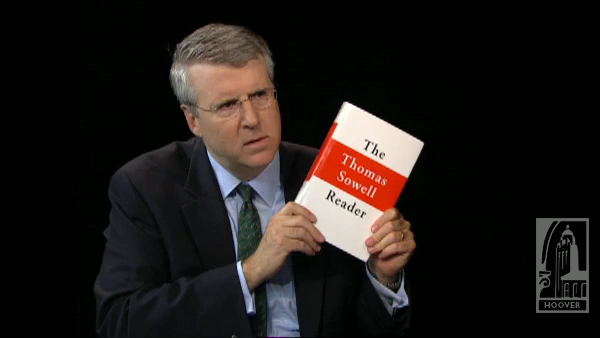 The
Thomas
Sowell
Reader
HOOVER